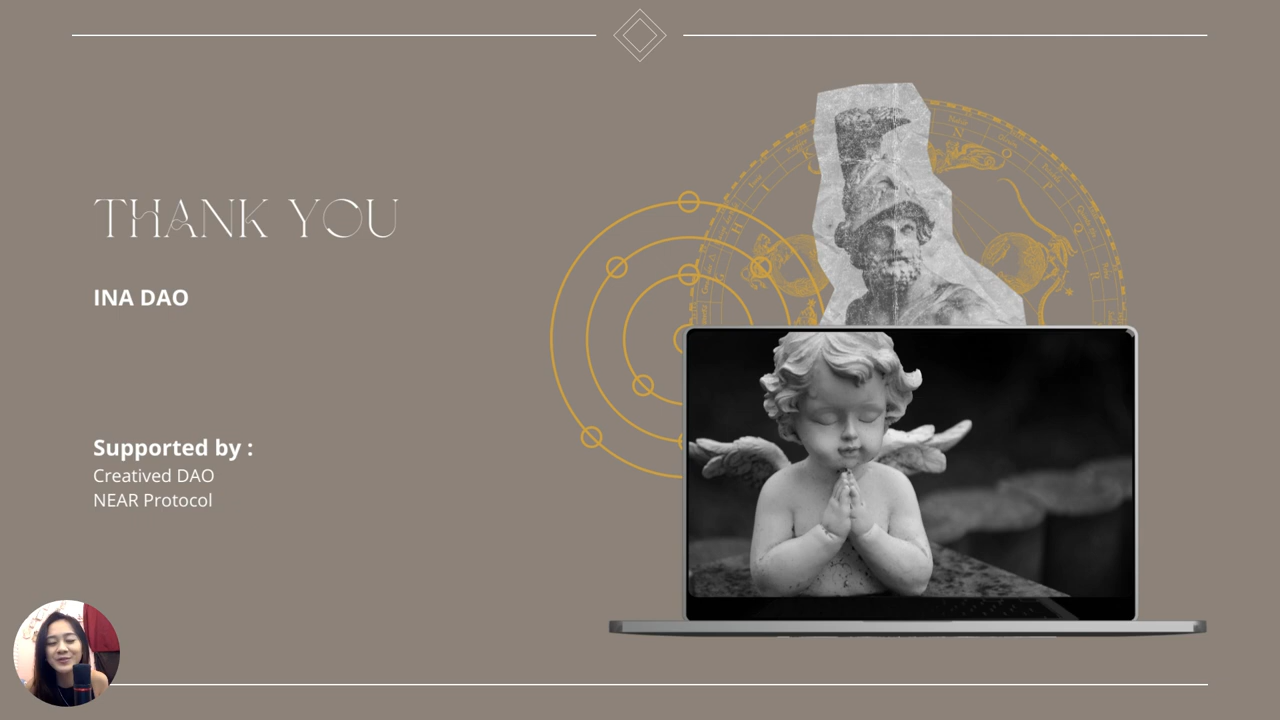 THANK YOU
INA DAO
Supported by :
Creatived DAO
NEAR Protocol